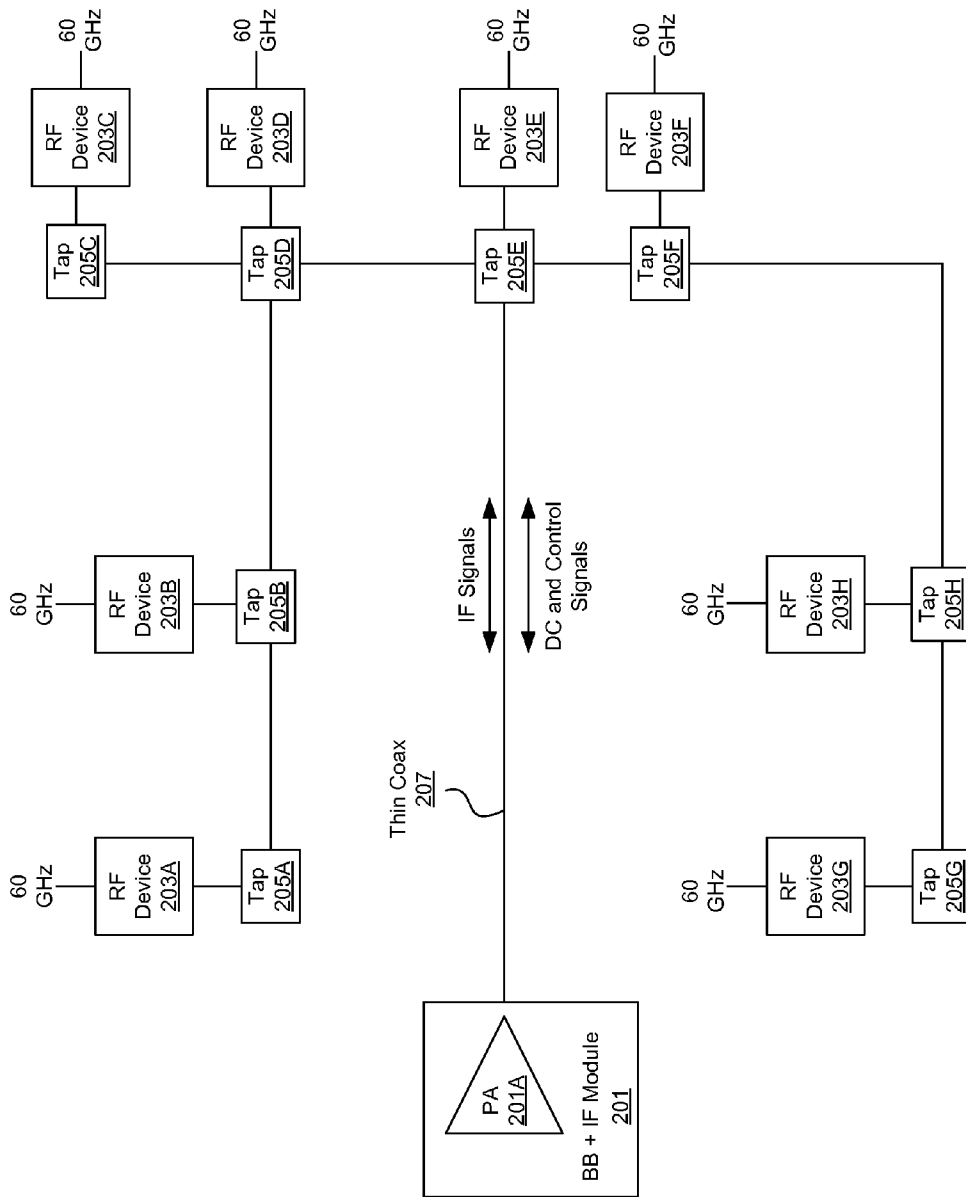 60
GHz
RF
Device
203A
Tap
205A
60
GHz
RF
Device
203B
Tap
205B
Tap
205C
RF
Device
203C
60
GHz
Tap
205D
RF
Device
203D
60
GHz
PA
201A
BB + IF Module
201
Thin Coax
207
IF Signals
DC and Control
Signals
Tap
205E
RF
Device
203E
60
GHz
Tap
205F
RF
Device
203F
60
GHz
60
GHz
RF
Device
203G
Tap
205G
60
GHz
RF
Device
203H
Tap
205H